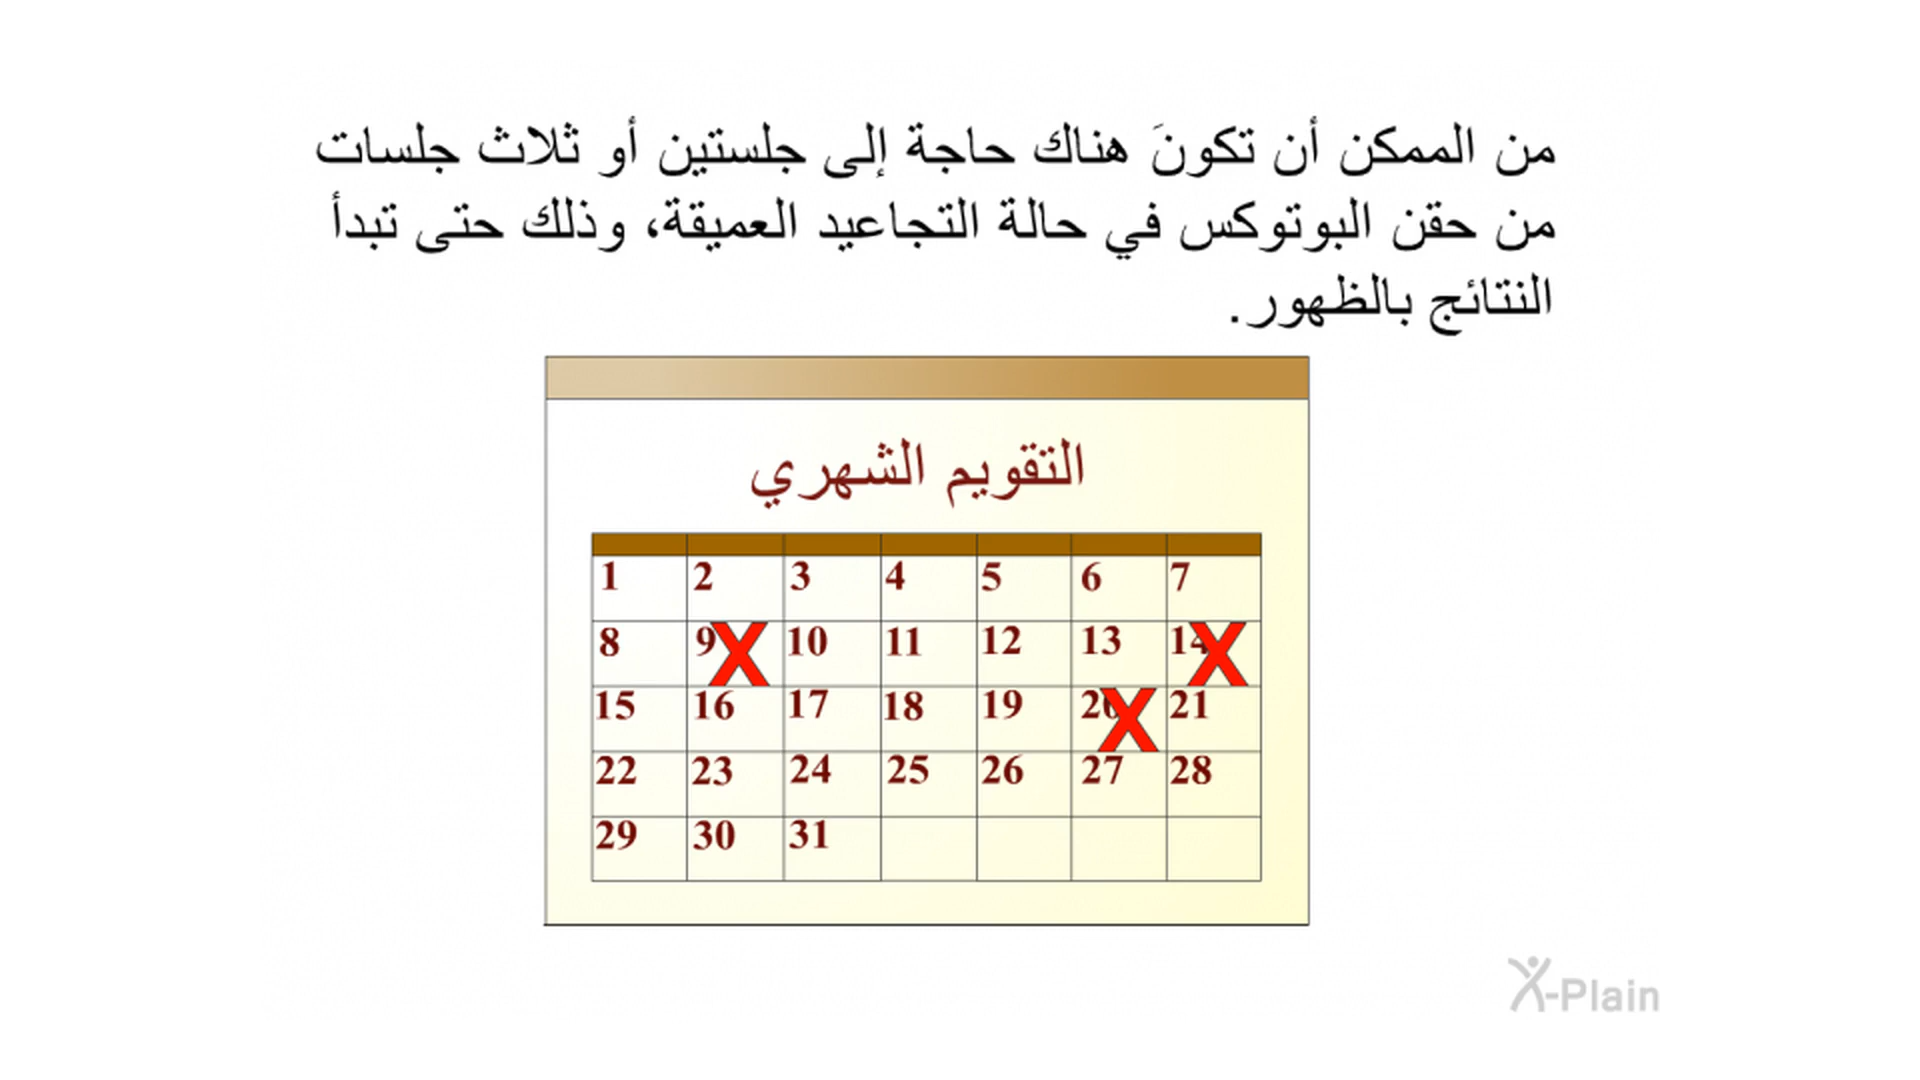 من الممكن أن تكونَ هناك حاجة إلى جلستين أو ثلاث جلسات
من حقن البوتوكس في حالة التجاعيد العميقة، وذلك حتى تبدأ
النتائج بالظهور.
التقويم الشهري
1 2 3 4 5 6 7
8 9 X 10 11 12 13 14 X
15 16 17 18 19 20 X 21
22 23 24 25 26 27 28
29 30 31
X-Plain